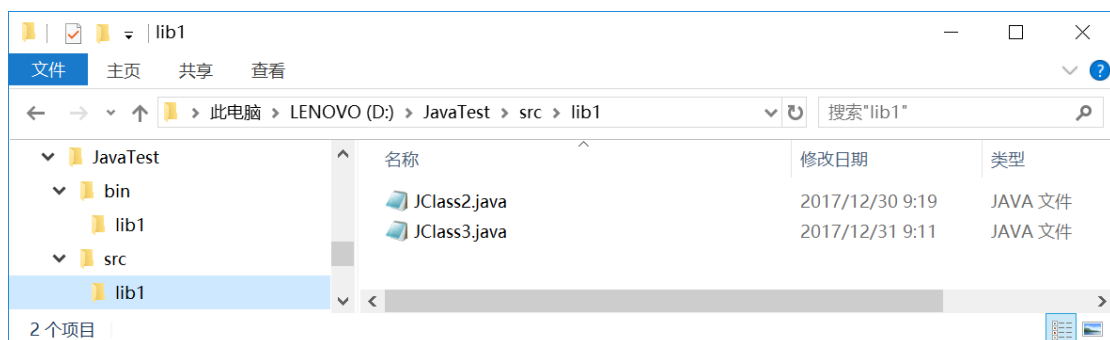 lib1
文件 主页 共享 查看
此电脑 > LENOVO (D:) > JavaTest > src > lib1 搜索"lib1"
JavaTest
bin
lib1
src
lib1
名称 修改日期 类型
JClass2.java 2017/12/30 9:19 JAVA 文件
JClass3.java 2017/12/31 9:11 JAVA 文件
2 个项目